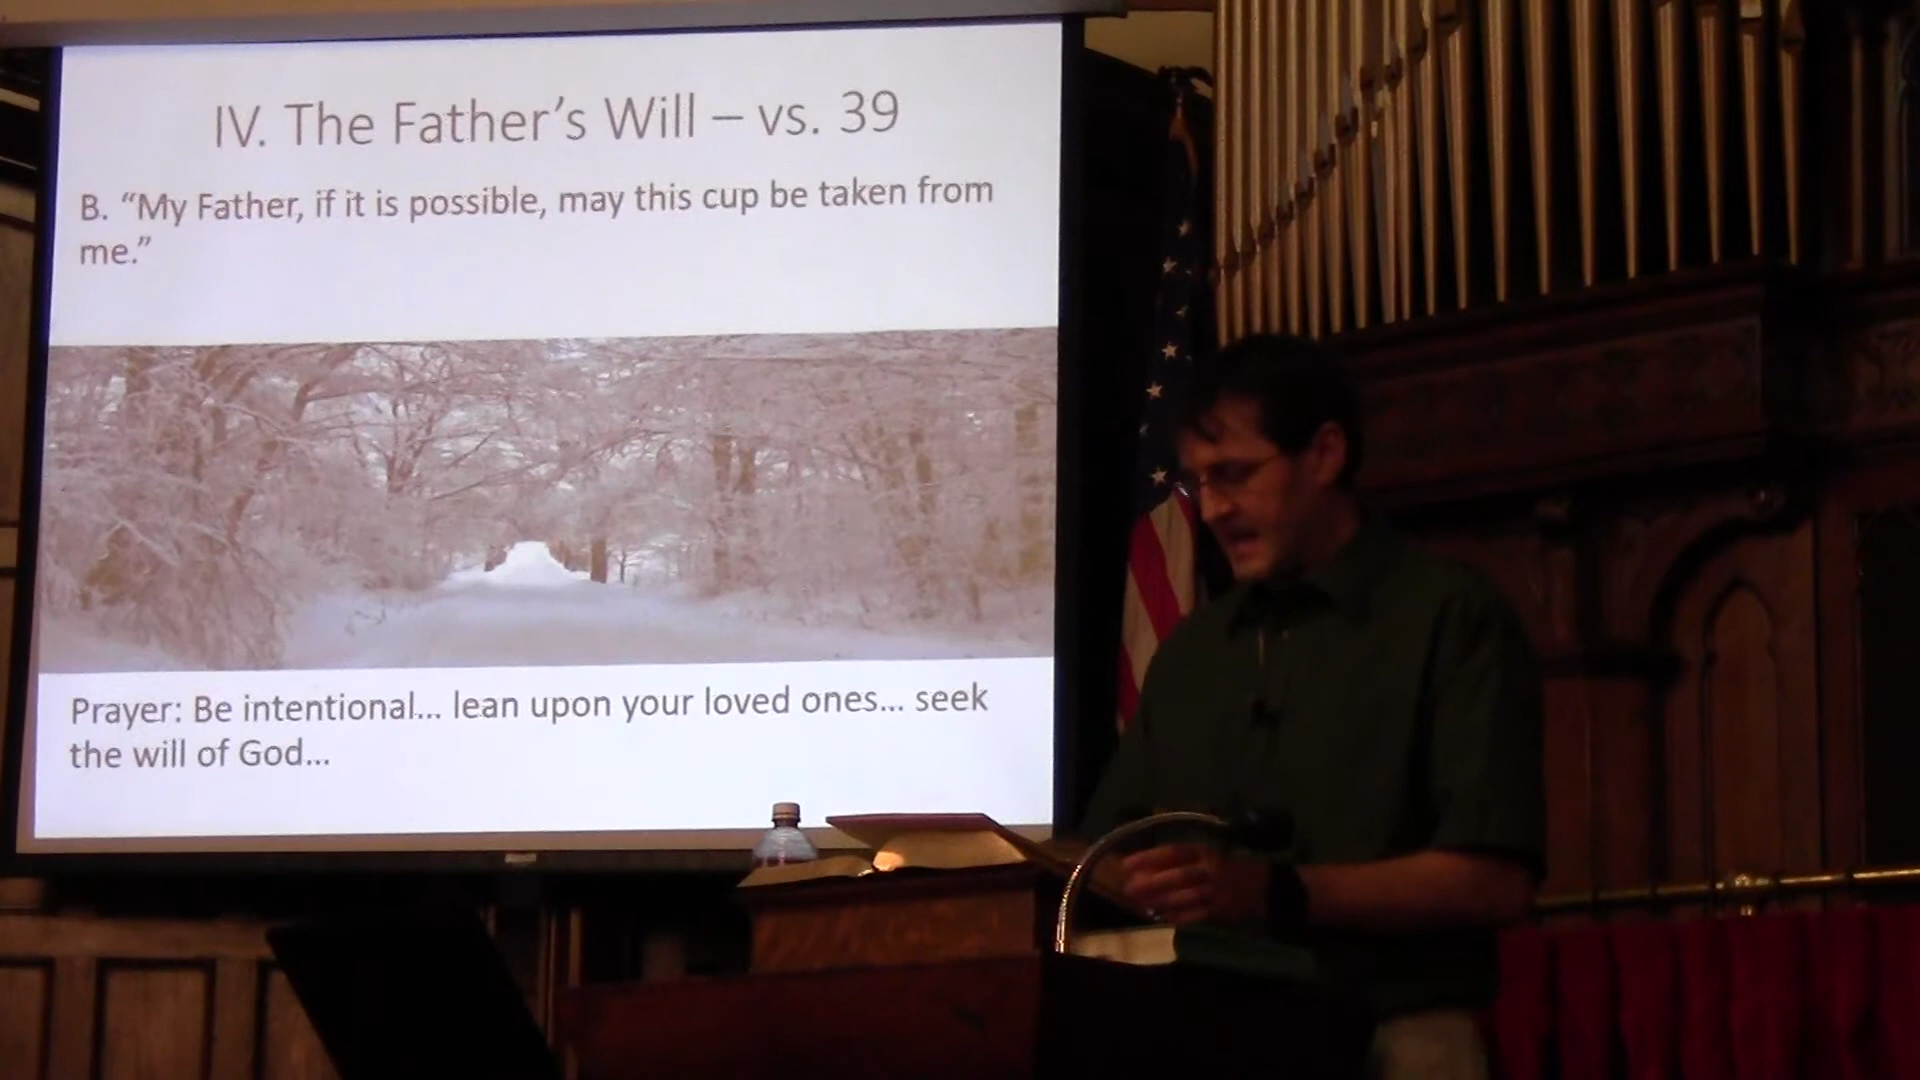 IV. The Father’s Will – vs. 39
B. “My Father, if it is possible, may this cup be taken from
me.”
Prayer: Be intentional... lean upon your loved ones... seek
the will of God...